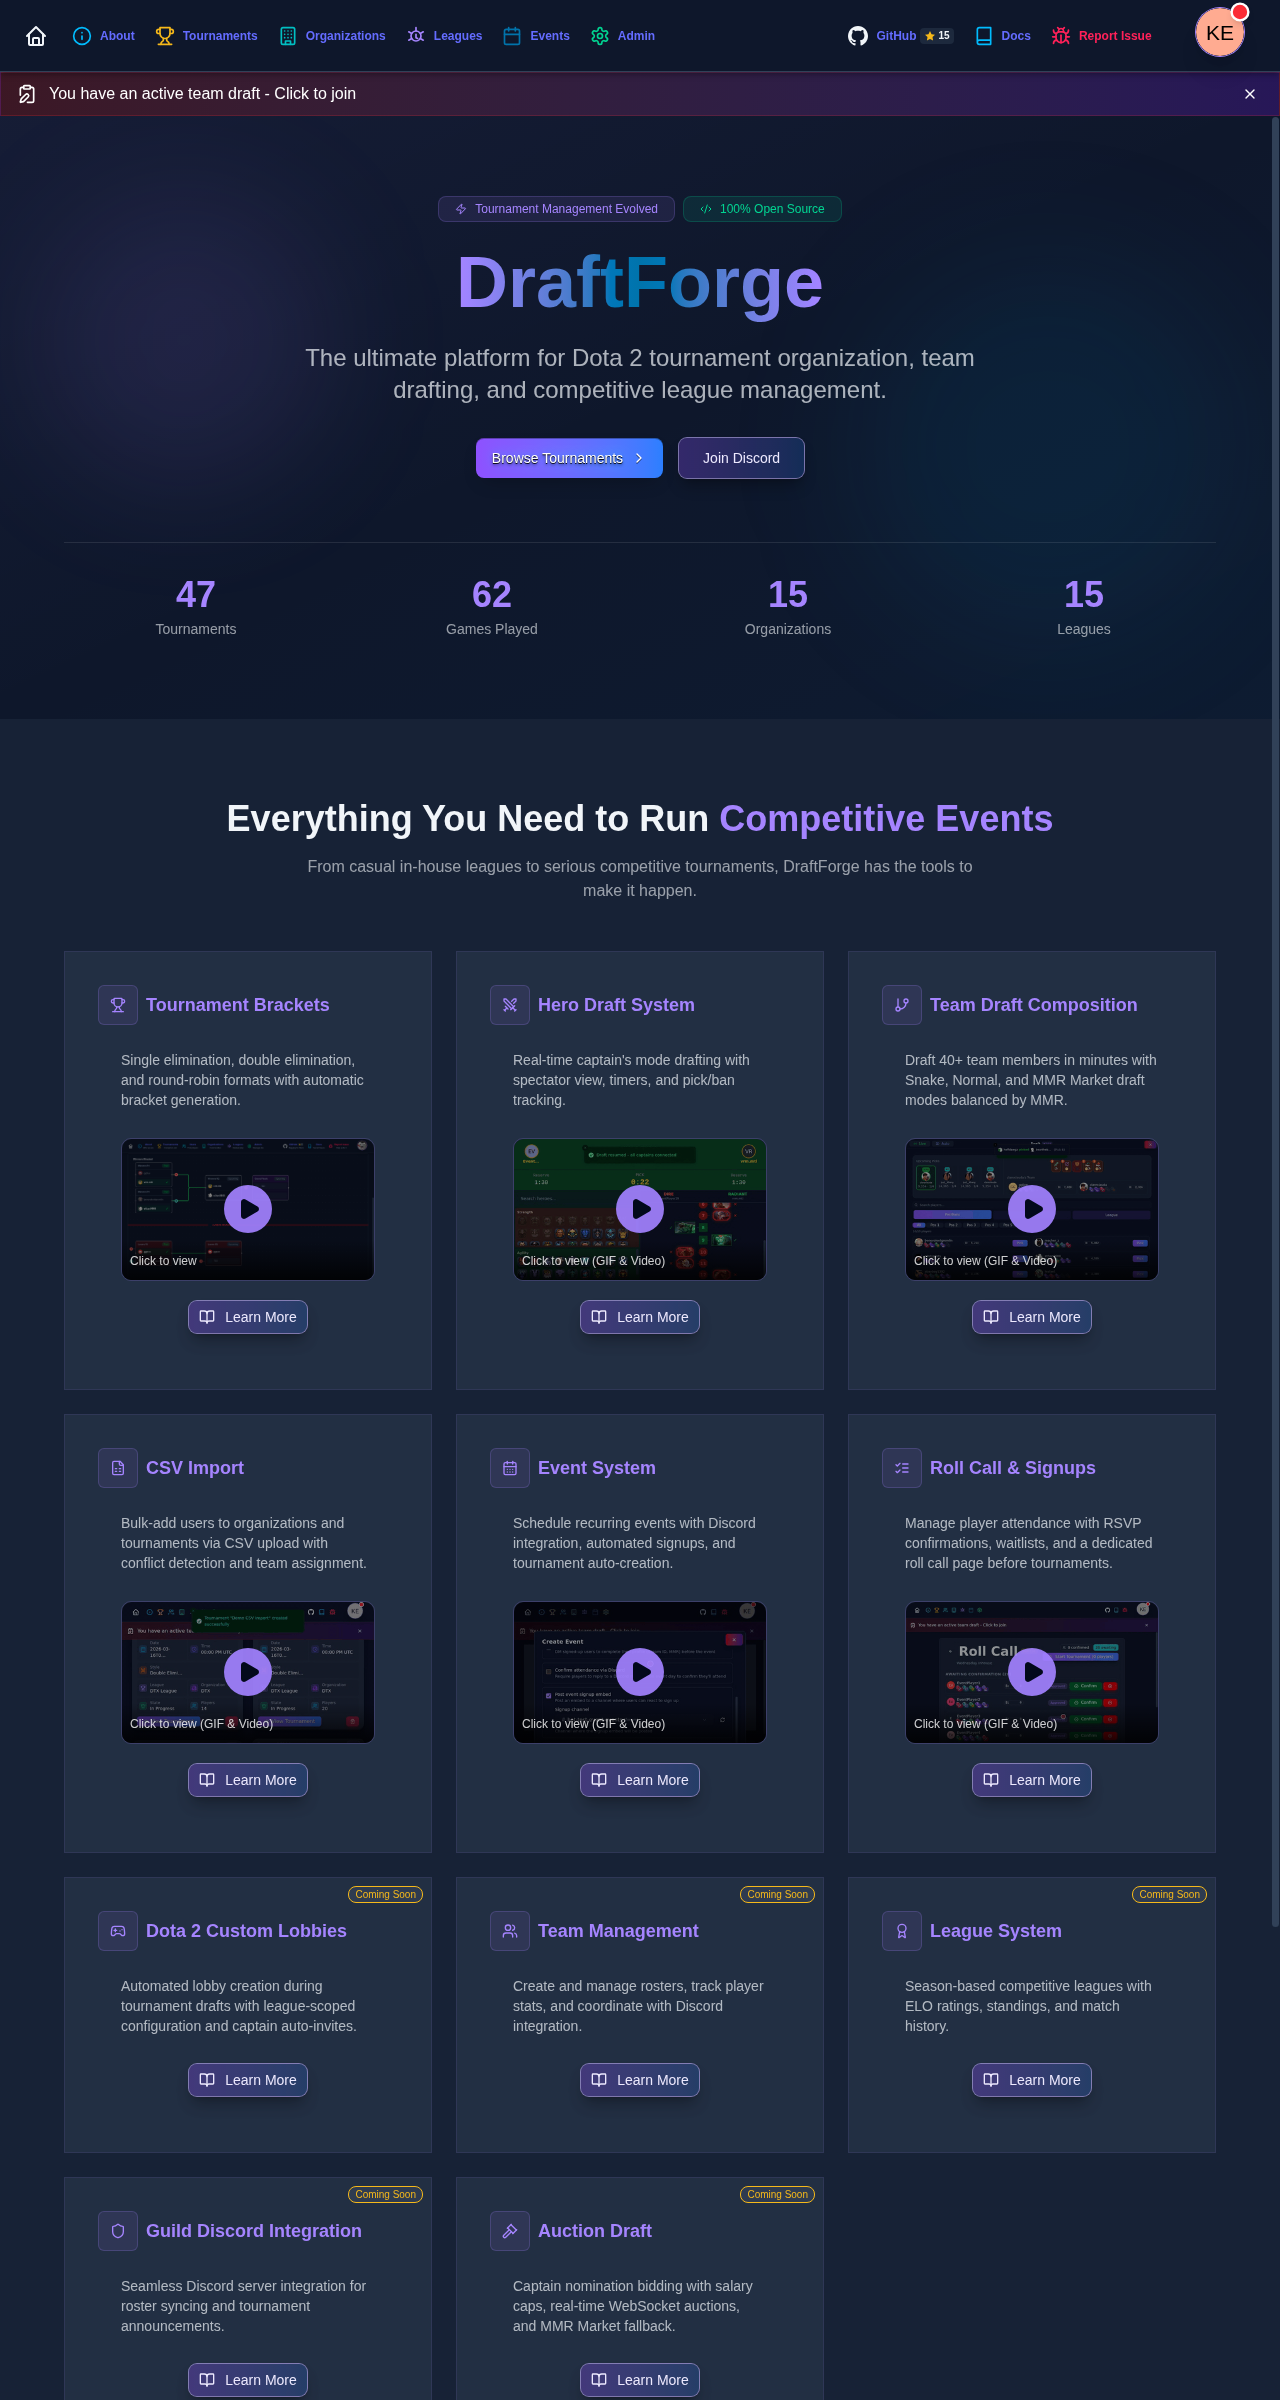 About Tournaments Organizations Leagues Events Admin GitHub 15 Docs Report Issue KE
You have an active team draft - Click to join
Tournament Management Evolved 100% Open Source
DraftForge
The ultimate platform for Dota 2 tournament organization, team
drafting, and competitive league management.
Browse Tournaments Join Discord
47 62 15 15
Tournaments Games Played Organizations Leagues
Everything You Need to Run Competitive Events
From casual in-house leagues to serious competitive tournaments, DraftForge has the tools to
make it happen.
Tournament Brackets
Single elimination, double elimination,
and round-robin formats with automatic
bracket generation.
Click to view
Learn More
Hero Draft System
Real-time captain's mode drafting with
spectator view, timers, and pick/ban
tracking.
Click to view (GIF & Video)
Learn More
Team Draft Composition
Draft 40+ team members in minutes with
Snake, Normal, and MMR Market draft
modes balanced by MMR.
Click to view (GIF & Video)
Learn More
CSV Import
Bulk-add users to organizations and
tournaments via CSV upload with
conflict detection and team assignment.
Click to view (GIF & Video)
Learn More
Event System
Schedule recurring events with Discord
integration, automated signups, and
tournament auto-creation.
Create Event
Click to view (GIF & Video)
Learn More
Roll Call & Signups
Manage player attendance with RSVP
confirmations, waitlists, and a dedicated
roll call page before tournaments.
You have an active team draft - Click to join
Roll Call
Click to view (GIF & Video)
Learn More
Coming Soon
Dota 2 Custom Lobbies
Automated lobby creation during
tournament drafts with league-scoped
configuration and captain auto-invites.
Learn More
Coming Soon
Team Management
Create and manage rosters, track player
stats, and coordinate with Discord
integration.
Learn More
Coming Soon
League System
Season-based competitive leagues with
ELO ratings, standings, and match
history.
Learn More
Coming Soon
Guild Discord Integration
Seamless Discord server integration for
roster syncing and tournament
announcements.
Learn More
Coming Soon
Auction Draft
Captain nomination bidding with salary
caps, real-time WebSocket auctions,
and MMR Market fallback.
Learn More